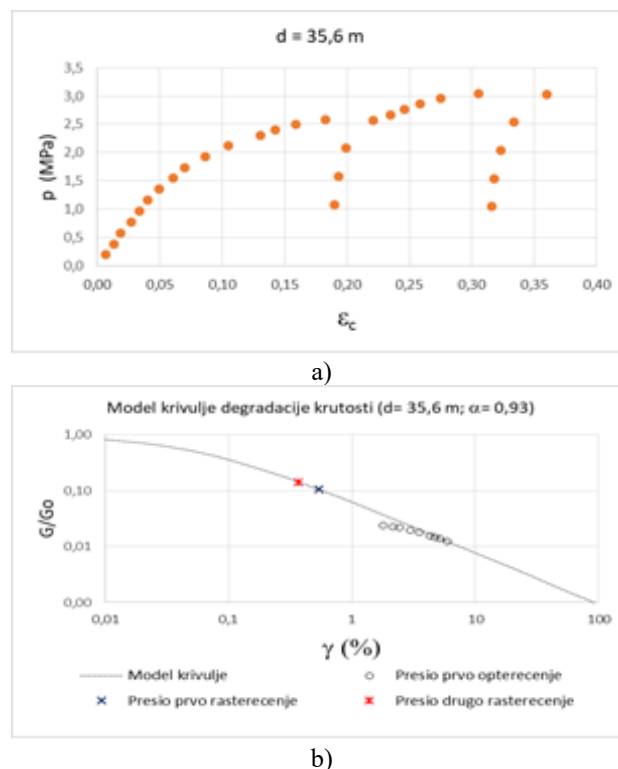 d = 35,6 m
3,5
3,0
2,5
2,0
1,5
1,0
0,5
0,0
p (MPa)
0,00 0,05 0,10 0,15 0,20 0,25 0,30 0,35 0,40
εc
a)
Model krivulje degradacije krutosti (d= 35,6 m; α= 0,93)
1,00
0,10
0,01
0,00
G/Go
0,01 0,1 1 10 100
γ (%)
Model krivulje Presio prvo opterecenje
Presio prvo rasterecenje Presio drugo rasterecenje
b)